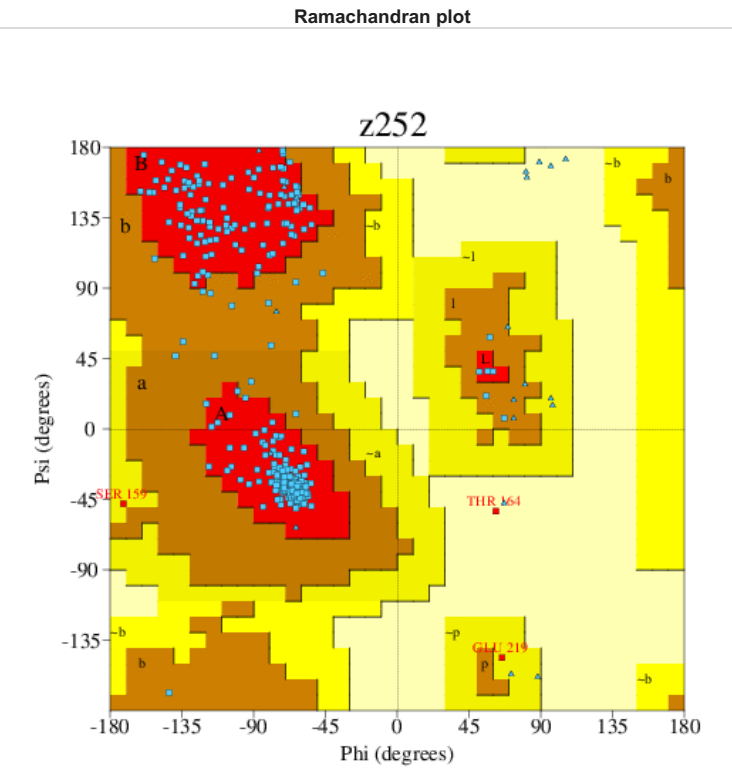 Ramachandran plot
z252
180
B
~b
b
135
b
~b
~l
90
l
45
L
a
A
0
~a
Psi (degrees)
-45
SER 159
THR 164
-90
-135
~b
~p
GLU 219
b
p
~b
-180
-135
-90
-45
0
45
90
135
180
Phi (degrees)